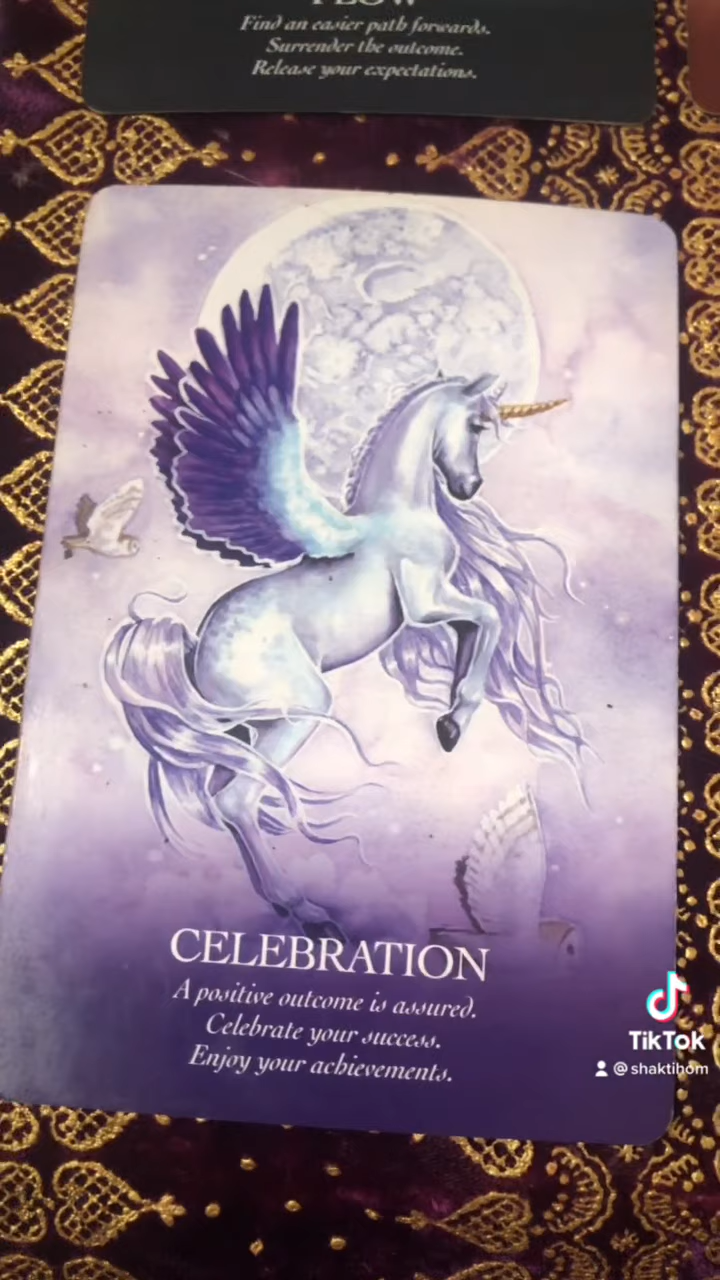 FLOW
Find an easier path forwards.
Surrender the outcome.
Release your expectations.
CELEBRATION
A positive outcome is assured.
Celebrate your success.
Enjoy your achievements.
TikTok
@shaktihom